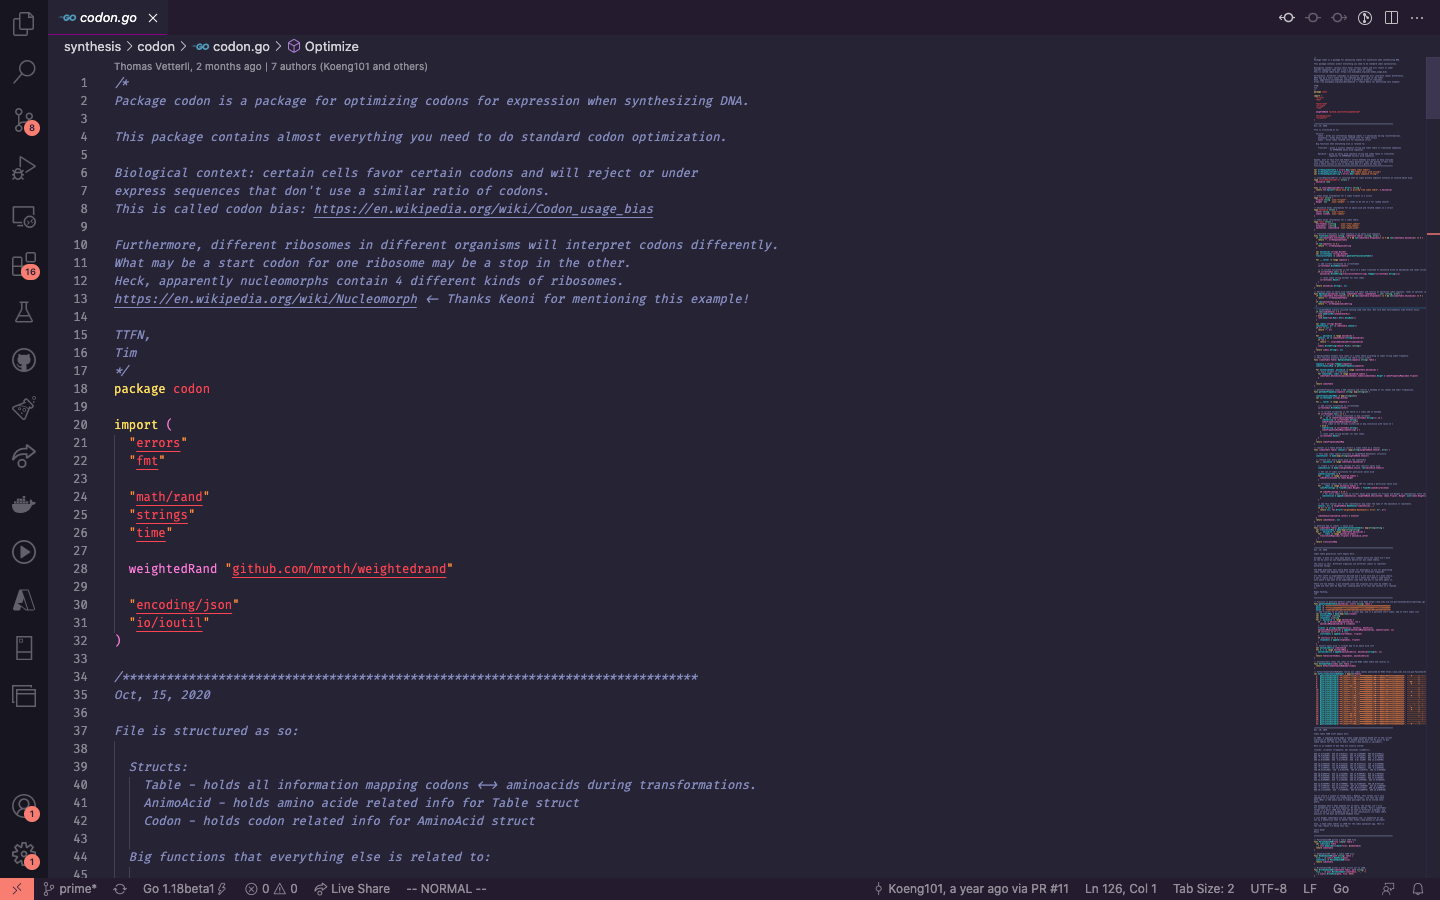 GO codon.go
synthesis > codon > GO codon.go > Optimize
Thomas Vetterli, 2 months ago | 7 authors (Koeng101 and others)
1 /*
2 Package codon is a package for optimizing codons for expression when synthesizing DNA.
3
4 This package contains almost everything you need to do standard codon optimization.
5
6 Biological context: certain cells favor certain codons and will reject or under
7 express sequences that don't use a similar ratio of codons.
8 This is called codon bias: https://en.wikipedia.org/wiki/Codon_usage_bias
9
10 Furthermore, different ribosomes in different organisms will interpret codons differently.
11 What may be a start codon for one ribosome may be a stop in the other.
12 Heck, apparently nucleomorphs contain 4 different kinds of ribosomes.
13 https://en.wikipedia.org/wiki/Nucleomorph <- Thanks Keoni for mentioning this example!
14
15 TTFN,
16 Tim
17 */
18 package codon
19
20 import (
21 "errors"
22 "fmt"
23
24 "math/rand"
25 "strings"
26 "time"
27
28 weightedRand "github.com/mroth/weightedrand"
29
30 "encoding/json"
31 "io/ioutil"
32 )
33
34 /******************************************************************************
35 Oct, 15, 2020
36
37 File is structured as so:
38
39 Structs:
40 Table - holds all information mapping codons <-> aminoacids during transformations.
41 AnimoAcid - holds amino acide related info for Table struct
42 Codon - holds codon related info for AminoAcid struct
43
44 Big functions that everything else is related to:
45
8
16
1
1
prime* Go 1.18beta1 0 0 Live Share -- NORMAL -- Koeng101, a year ago via PR #11 Ln 126, Col 1 Tab Size: 2 UTF-8 LF Go